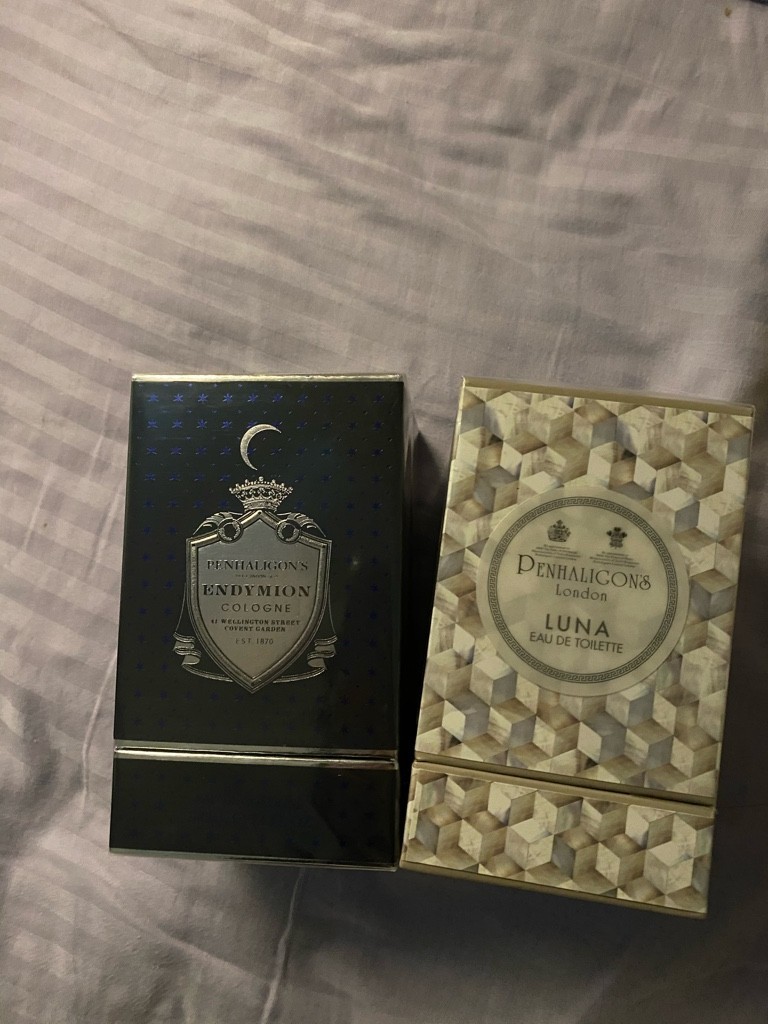 PENHALIGON'S
ENDYMION
COLOGNE
41 WELLINGTON STREET
COVENT GARDEN
EST. 1870
PENHALIGON'S
London
LUNA
EAU DE TOILETTE